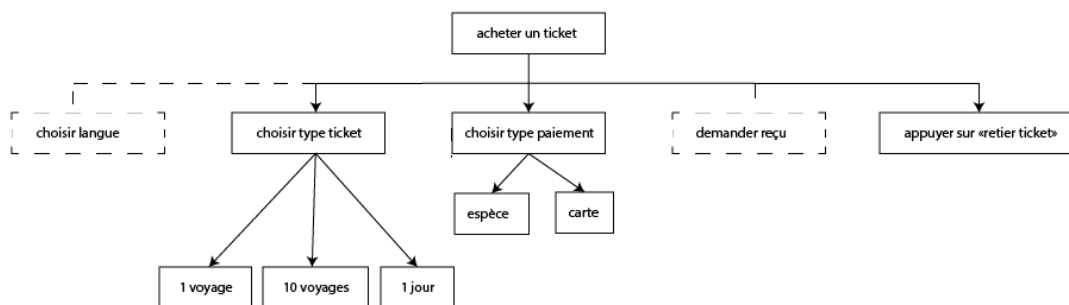 acheter un ticket
choisir langue
choisir type ticket
choisir type paiement
demander reçu
appuyer sur «retier ticket»
espèce
carte
1 voyage
10 voyages
1 jour